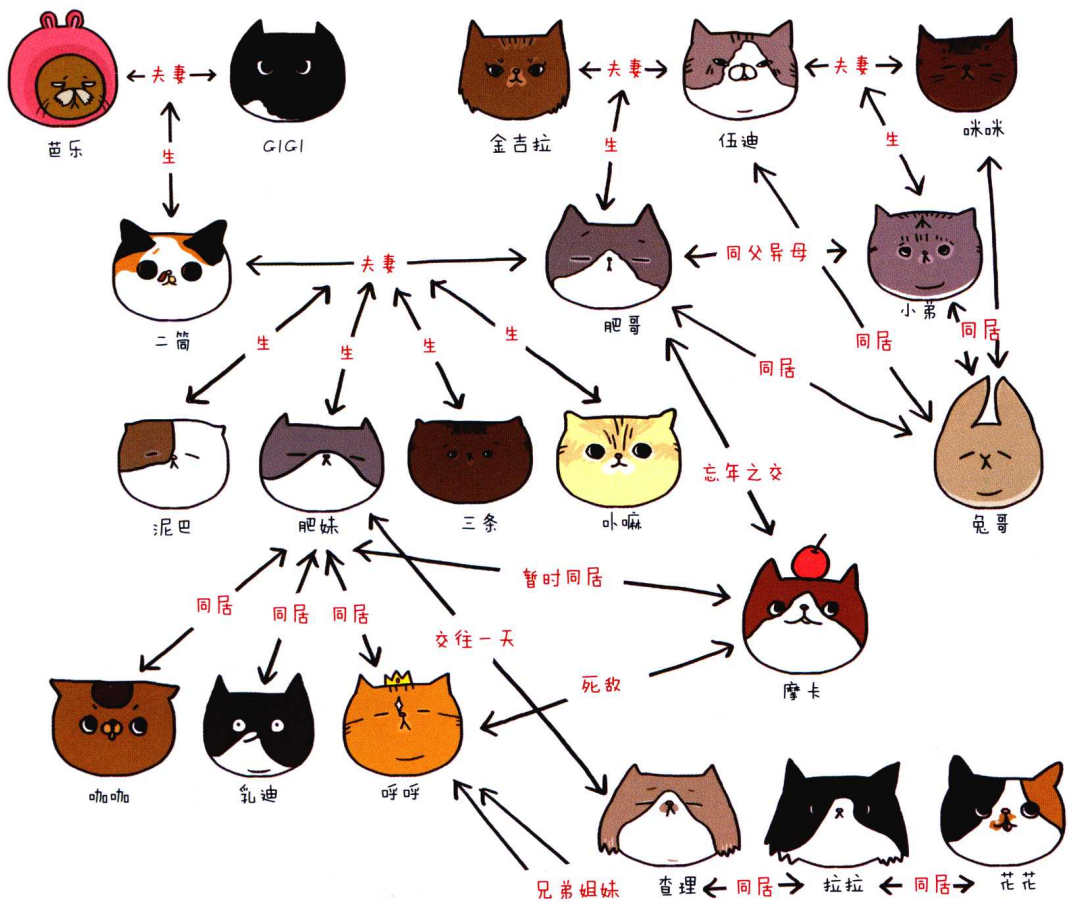 夫妻
夫妻
夫妻
芭乐
GIGI
金吉拉
伍迪
咪咪
生
生
生
夫妻
同父异母
二筒
肥哥
小弟
生
生
生
生
同居
同居
同居
忘年之交
泥巴
肥妹
三条
卟嘛
兔哥
暂时同居
同居
同居
同居
交往一天
死敌
摩卡
咖咖
乳迪
呼呼
兄弟姐妹
查理
同居
拉拉
同居
花花